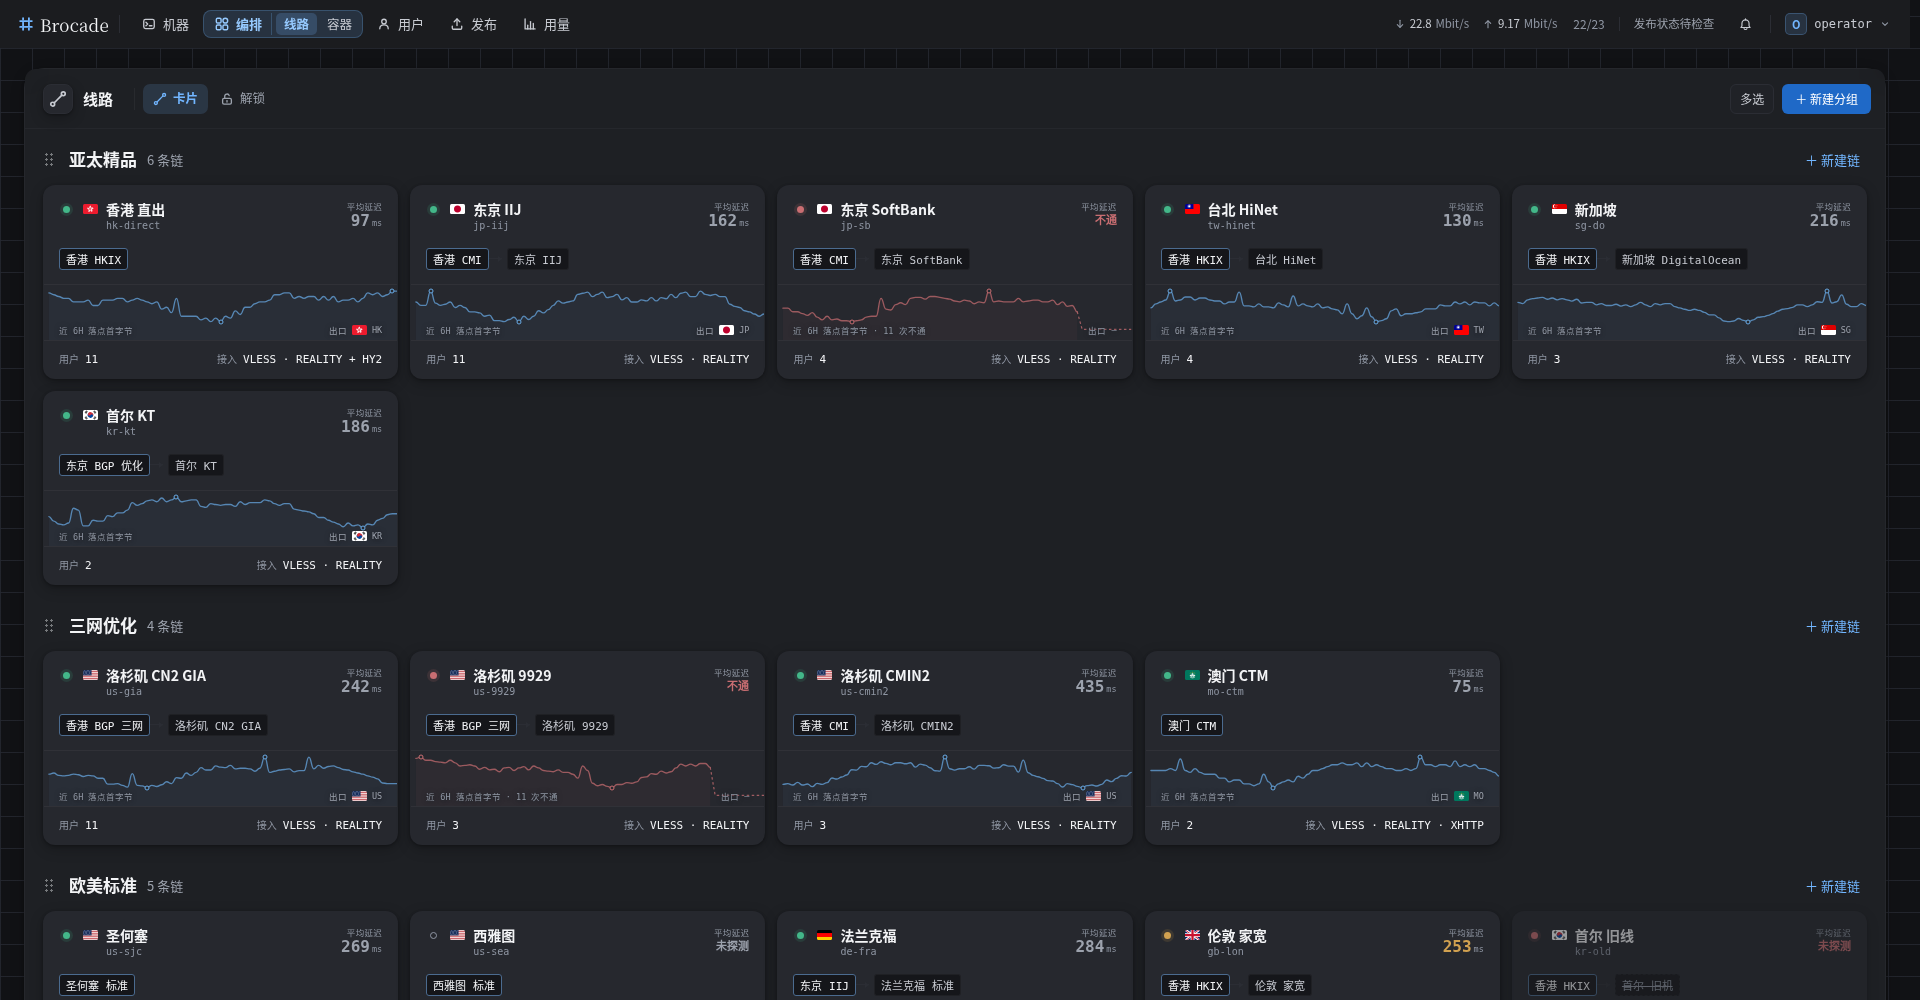 Brocade 机器 编排 线路 容器 用户 发布 用量 ↓ 22.8 Mbit/s ↑ 9.17 Mbit/s 22/23 发布状态待检查 O operator
线路 卡片 解锁 多选 + 新建分组
亚太精品 6 条链 + 新建链
香港 直出 平均延迟
hk-direct 97 ms
香港 HKIX
近 6H 落点首字节 出口 HK
用户 11 接入 VLESS · REALITY + HY2
东京 IIJ 平均延迟
jp-iij 162 ms
香港 CMI 东京 IIJ
近 6H 落点首字节 出口 JP
用户 11 接入 VLESS · REALITY
东京 SoftBank 平均延迟
jp-sb 不通
香港 CMI 东京 SoftBank
近 6H 落点首字节 · 11 次不通 出口
用户 4 接入 VLESS · REALITY
台北 HiNet 平均延迟
tw-hinet 130 ms
香港 HKIX 台北 HiNet
近 6H 落点首字节 出口 TW
用户 4 接入 VLESS · REALITY
新加坡 平均延迟
sg-do 216 ms
香港 HKIX 新加坡 DigitalOcean
近 6H 落点首字节 出口 SG
用户 3 接入 VLESS · REALITY
首尔 KT 平均延迟
kr-kt 186 ms
东京 BGP 优化 首尔 KT
近 6H 落点首字节 出口 KR
用户 2 接入 VLESS · REALITY
三网优化 4 条链 + 新建链
洛杉矶 CN2 GIA 平均延迟
us-gia 242 ms
香港 BGP 三网 洛杉矶 CN2 GIA
近 6H 落点首字节 出口 US
用户 11 接入 VLESS · REALITY
洛杉矶 9929 平均延迟
us-9929 不通
香港 BGP 三网 洛杉矶 9929
近 6H 落点首字节 · 11 次不通 出口
用户 3 接入 VLESS · REALITY
洛杉矶 CMIN2 平均延迟
us-cmin2 435 ms
香港 CMI 洛杉矶 CMIN2
近 6H 落点首字节 出口 US
用户 3 接入 VLESS · REALITY
澳门 CTM 平均延迟
mo-ctm 75 ms
澳门 CTM
近 6H 落点首字节 出口 MO
用户 2 接入 VLESS · REALITY · XHTTP
欧美标准 5 条链 + 新建链
圣何塞 平均延迟
us-sjc 269 ms
圣何塞 标准
西雅图 平均延迟
us-sea 未探测
西雅图 标准
法兰克福 平均延迟
de-fra 284 ms
东京 IIJ 法兰克福 标准
伦敦 家宽 平均延迟
gb-lon 253 ms
香港 HKIX 伦敦 家宽
首尔 旧线 平均延迟
kr-old 未探测
香港 HKIX 首尔 旧机